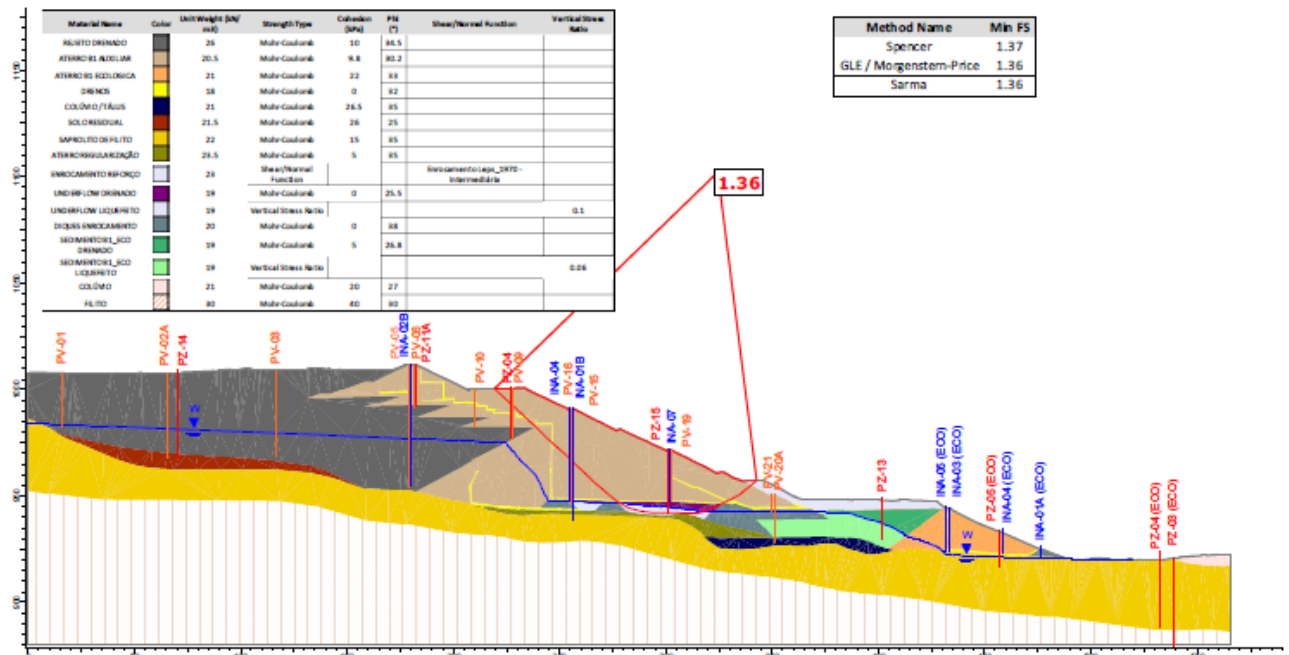 Material Name Color Unit Weight (kN/m3) Strength Type Cohesion (kPa) Phi (°) Shear/Normal Function Vertical Stress Ratio
REJEITO DRENADO 26 Mohr-Coulomb 10 34.5
ATERRO B1 AUXILIAR 20.5 Mohr-Coulomb 9.8 30.2
ATERRO B1 ECOLOGICA 21 Mohr-Coulomb 22 33
DRENOS 18 Mohr-Coulomb 0 32
COLÚVIO / TÁLUS 21 Mohr-Coulomb 26.5 35
SOLO RESIDUAL 21.5 Mohr-Coulomb 26 25
SAPROLITO DE FILITO 22 Mohr-Coulomb 15 35
ATERRO REGULARIZAÇÃO 23.5 Mohr-Coulomb 5 35
ENROCAMENTO REFORÇO 23 Shear/Normal Function Enrocamento Leps_1970 - Intermediária
UNDERFLOW DRENADO 19 Mohr-Coulomb 0 25.5
UNDERFLOW LIQUEFEITO 19 Vertical Stress Ratio 0.1
DIQUES ENROCAMENTO 20 Mohr-Coulomb 0 38
SEDIMENTO B1_ECO DRENADO 19 Mohr-Coulomb 5 26.8
SEDIMENTO B1_ECO LIQUEFEITO 19 Vertical Stress Ratio 0.06
COLÚVIO 21 Mohr-Coulomb 20 27
FILITO 30 Mohr-Coulomb 40 30
Method Name Min FS
Spencer 1.37
GLE / Morgenstern-Price 1.36
Sarma 1.36
1.36
1150
1100
1050
1000
950
900
PV-01
PV-02A
PZ-14
PV-03
PV-05
INA-02B
PV-08
PZ-11A
PV-10
PZ-04
PV-09
INA-04
PV-16
INA-01B
PV-15
PZ-15
INA-07
PV-19
PV-21
PV-20A
PZ-13
INA-05 (ECO)
INA-03 (ECO)
PZ-05 (ECO)
INA-04 (ECO)
INA-01A (ECO)
PZ-04 (ECO)
PZ-03 (ECO)
W
W